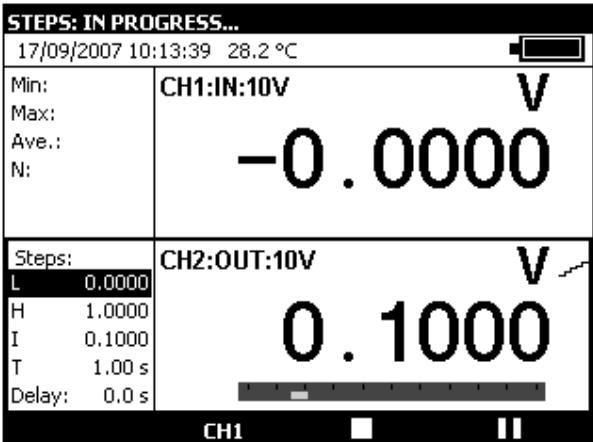 STEPS: IN PROGRESS...
17/09/2007 10:13:39 28.2 °C
Min:
Max:
Ave.:
N:
CH1:IN:10V
V
-0.0000
Steps:
L 0.0000
H 1.0000
I 0.1000
T 1.00 s
Delay: 0.0 s
CH2:OUT:10V
V
0.1000
CH1